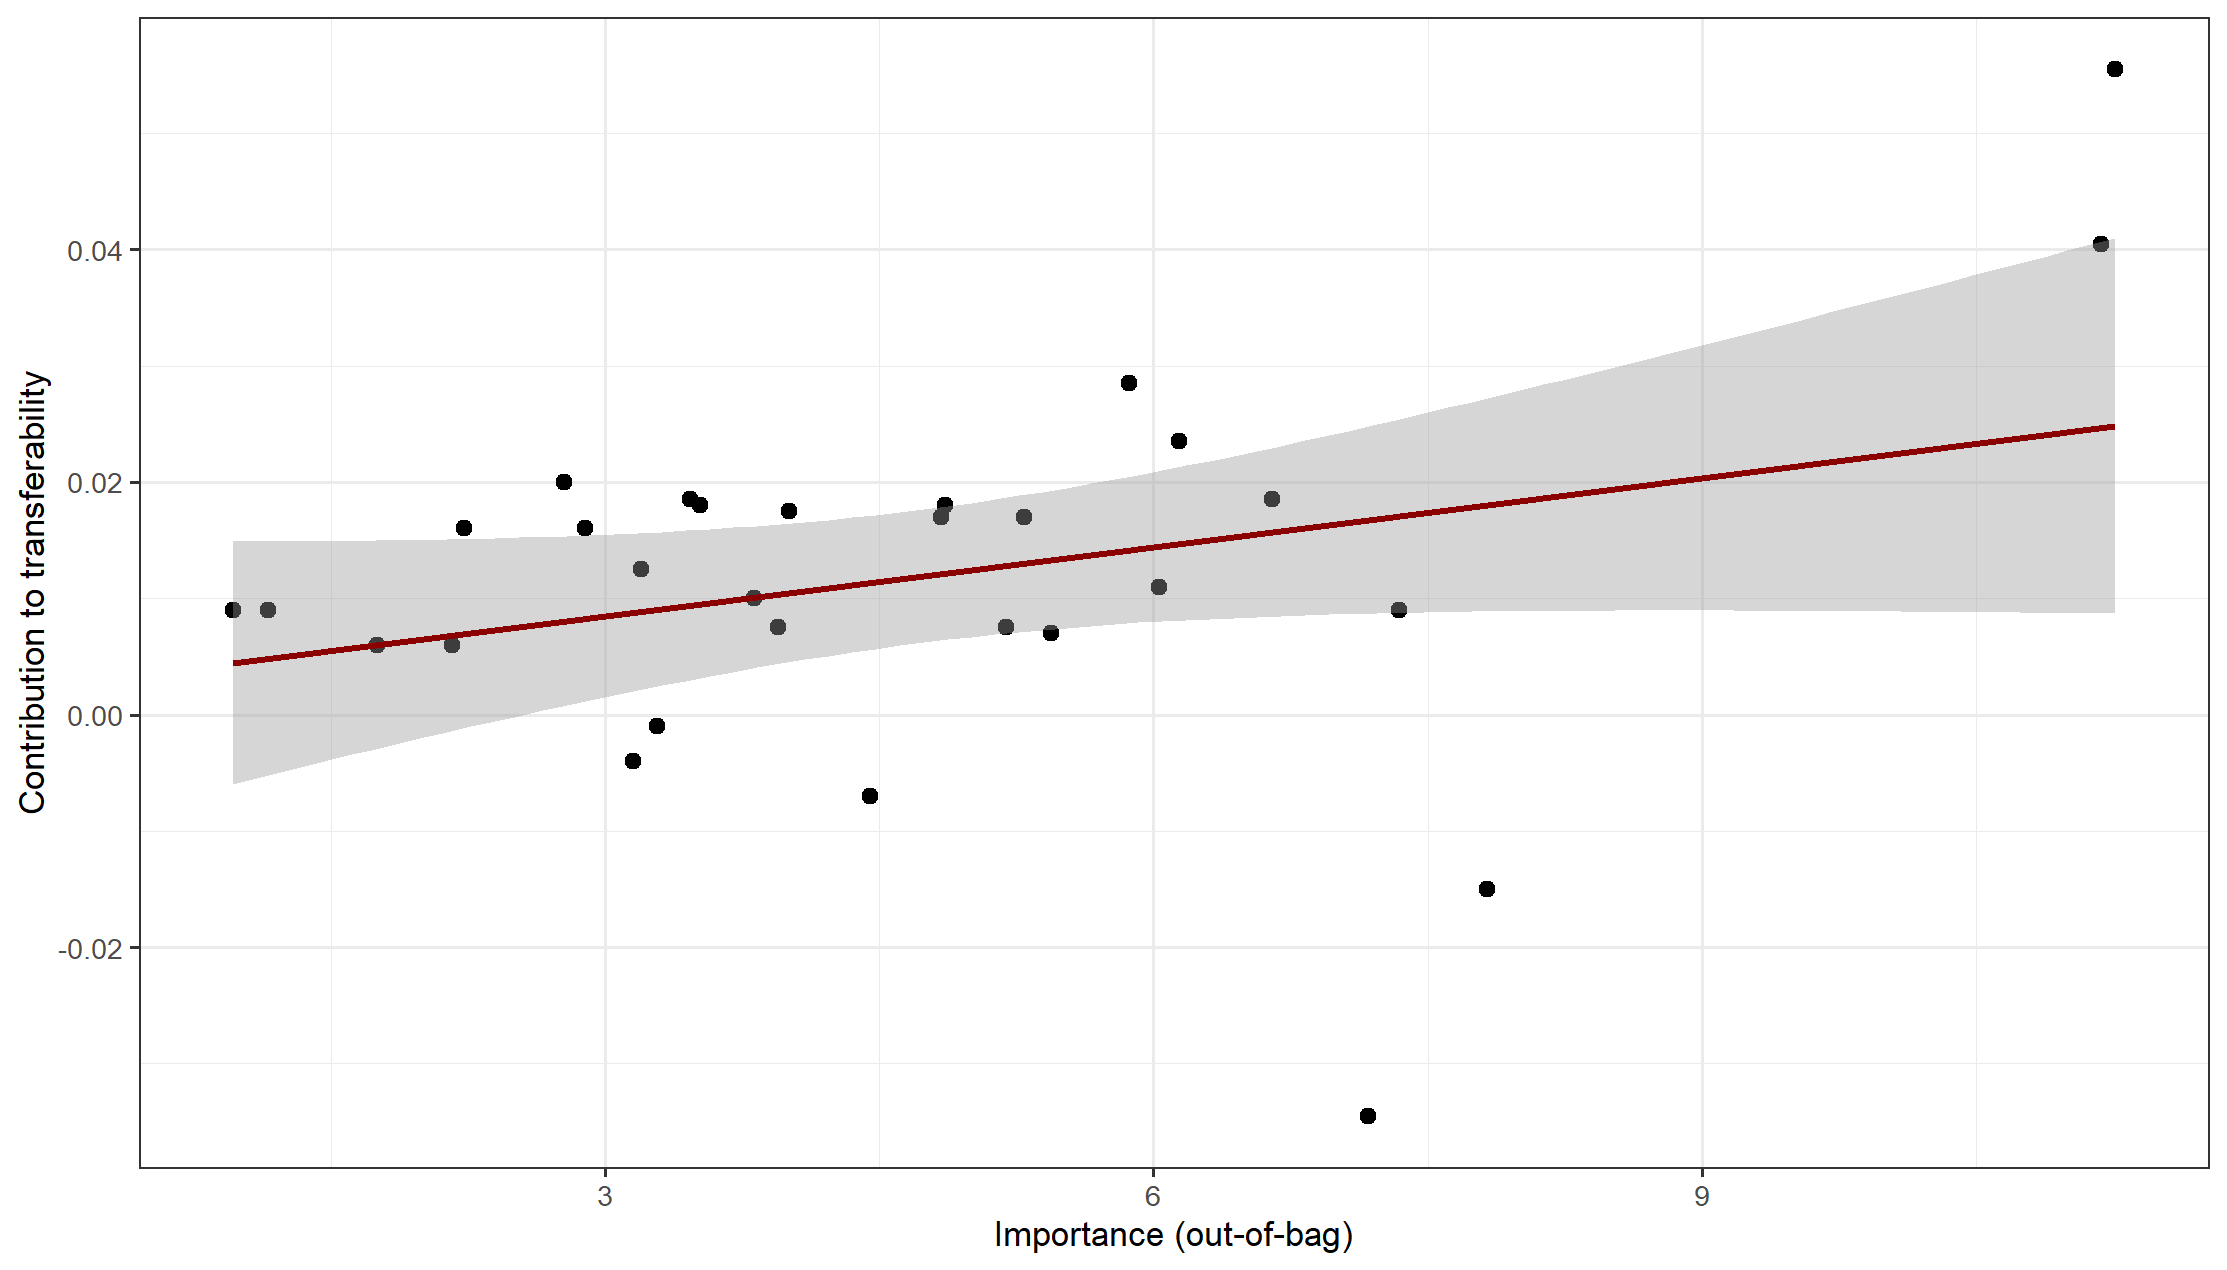 Contribution to transferability
0.04
0.02
0.00
-0.02
3 6 9
Importance (out-of-bag)